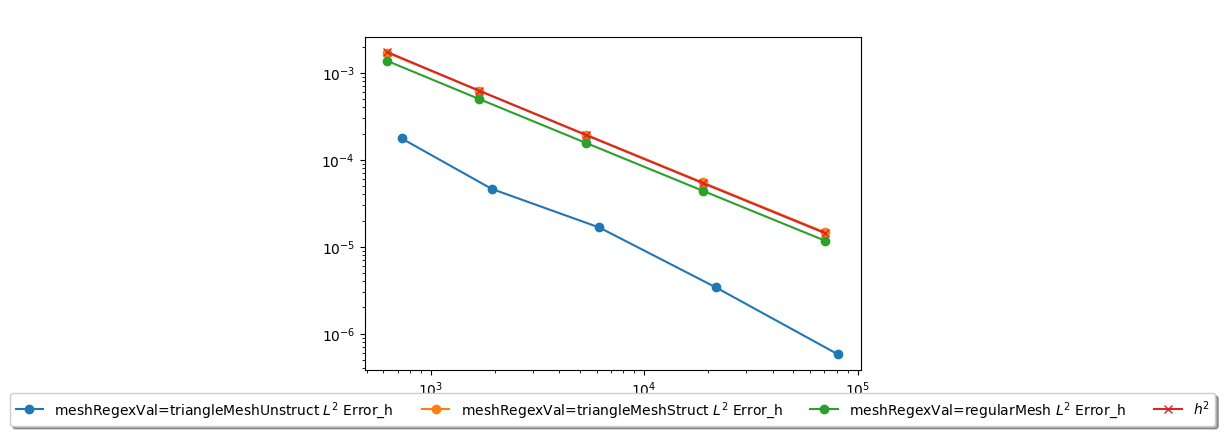 10⁻³
10⁻⁴
10⁻⁵
10⁻⁶
10³ 10⁴ 10⁵
meshRegexVal=triangleMeshUnstruct L² Error_h meshRegexVal=triangleMeshStruct L² Error_h meshRegexVal=regularMesh L² Error_h h²